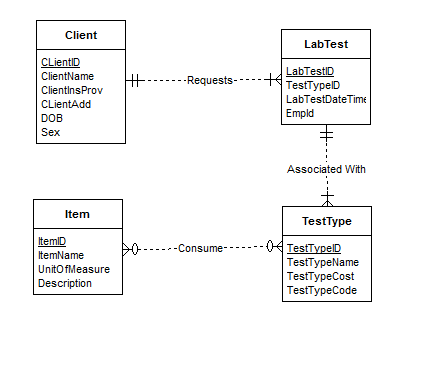 Client
CLientID
ClientName
ClientInsProv
CLientAdd
DOB
Sex
Requests
LabTest
LabTestID
TestTypeID
LabTestDateTime
EmpId
Associated With
Item
ItemID
ItemName
UnitOfMeasure
Description
Consume
TestType
TestTypeID
TestTypeName
TestTypeCost
TestTypeCode